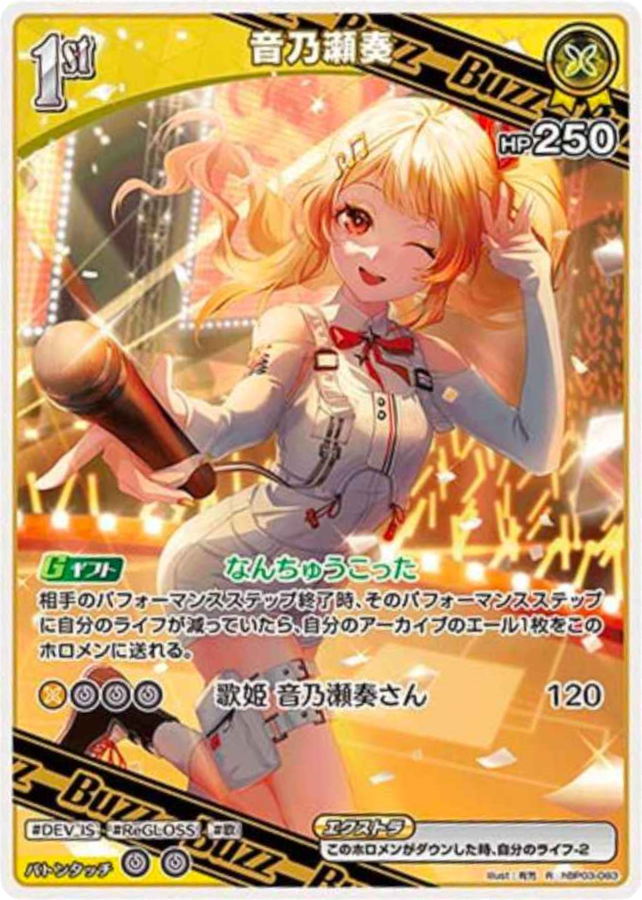 1st
音乃瀬奏
Buzz
Buzz
HP250
Gギフト なんちゅうこった
相手のパフォーマンスステップ終了時、そのパフォーマンスステップ
に自分のライフが減っていたら、自分のアーカイブのエール1枚をこの
ホロメンに送れる。
歌姫 音乃瀬奏さん 120
Buzz
Buzz
#DEV_IS #ReGLOSS #歌
エクストラ
このホロメンがダウンした時、自分のライフ-2
バトンタッチ
hBP03-063